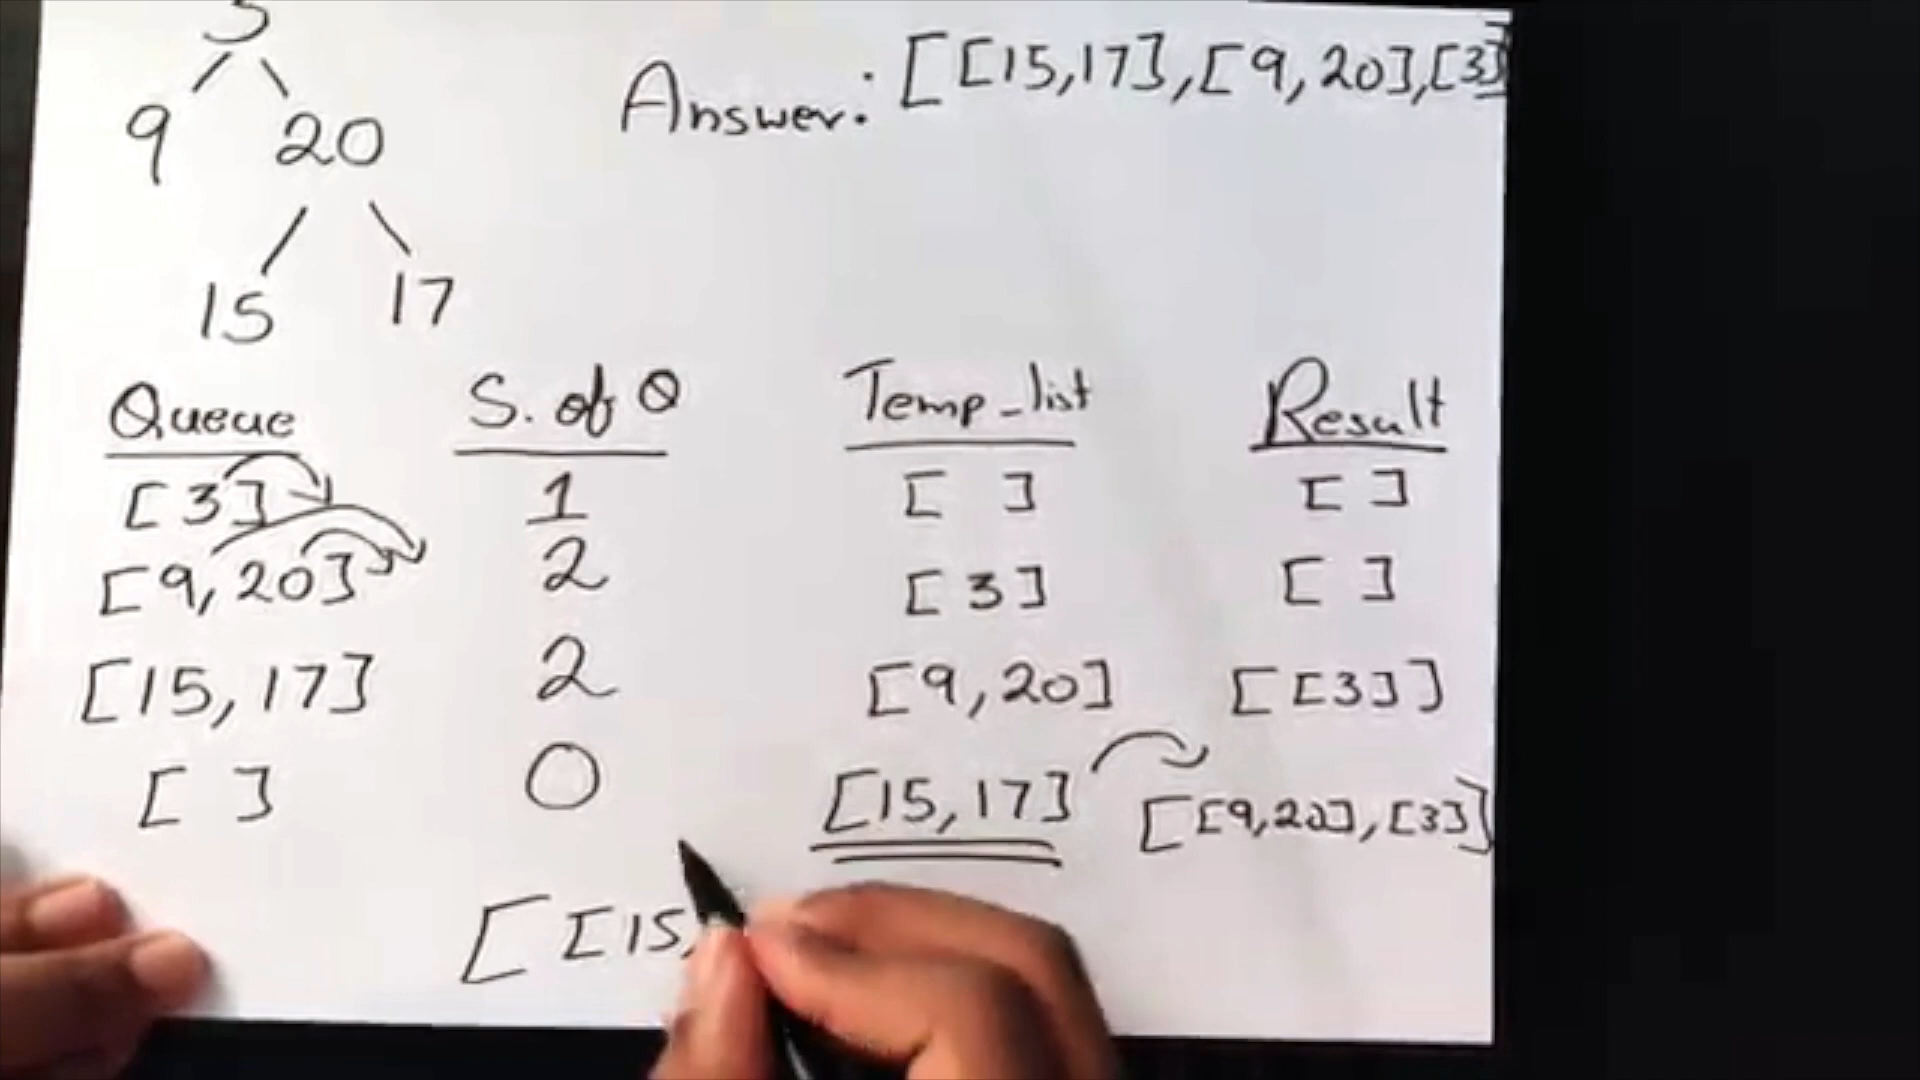 3
Answer: [[15,17],[9,20],[3]
9 20
15 17
Queue S. of Q Temp_list Result
[3] 1 [ ] [ ]
[9,20] 2 [3] [ ]
[15,17] 2 [9,20] [[3]]
[ ] 0 [15,17] [[9,20],[3]]
[[15,